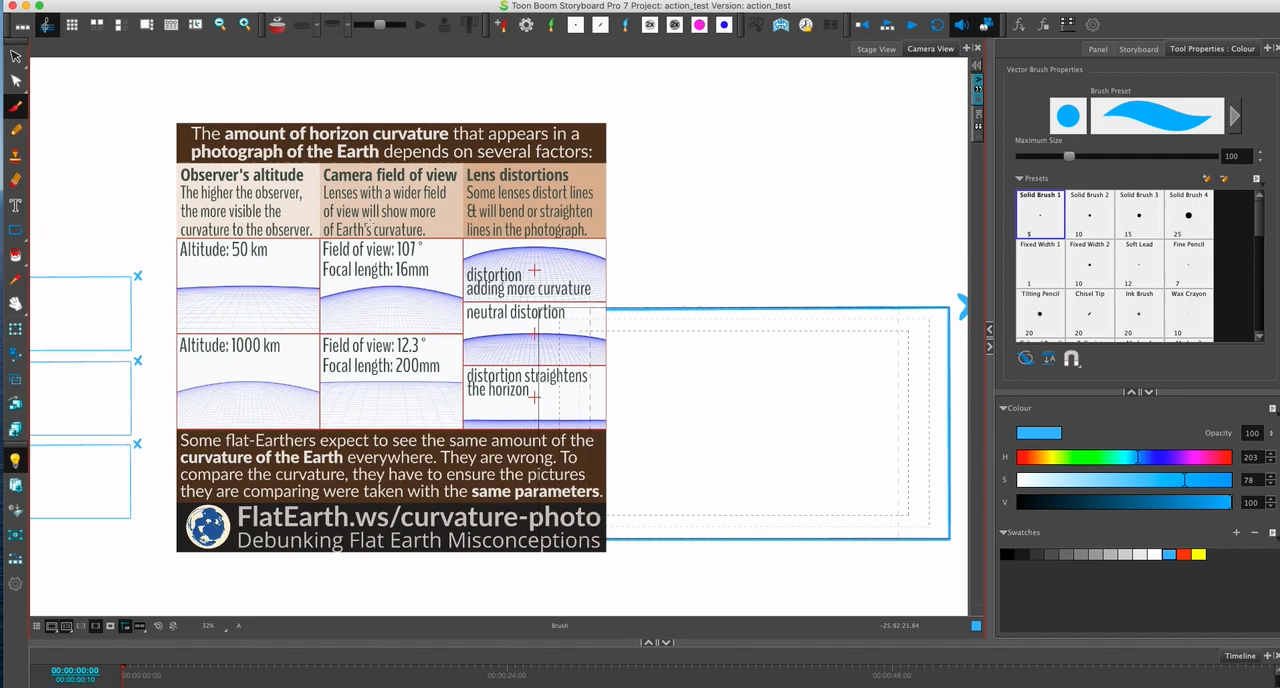 Toon Boom Storyboard Pro 7 Project: action_test Version: action_test
Stage View
Camera View
Panel
Storyboard
Tool Properties : Colour
Vector Brush Properties
Brush Preset
Maximum Size
100
Presets
Solid Brush 1
Solid Brush 2
Solid Brush 3
Solid Brush 4
5
10
15
25
Fixed Width 1
Fixed Width 2
Soft Lead
Fine Pencil
1
10
12
7
Tilting Pencil
Chisel Tip
Ink Brush
Wax Crayon
20
20
20
10
Colour
Opacity
100
H
203
S
78
V
100
Swatches
The amount of horizon curvature that appears in a
photograph of the Earth depends on several factors:
Observer's altitude
The higher the observer,
the more visible the
curvature to the observer.
Camera field of view
Lenses with a wider field
of view will show more
of Earth's curvature.
Lens distortions
Some lenses distort lines
& will bend or straighten
lines in the photograph.
Altitude: 50 km
Field of view: 107°
Focal length: 16mm
distortion
adding more curvature
neutral distortion
Altitude: 1000 km
Field of view: 12.3°
Focal length: 200mm
distortion straightens
the horizon
Some flat-Earthers expect to see the same amount of the
curvature of the Earth everywhere. They are wrong. To
compare the curvature, they have to ensure the pictures
they are comparing were taken with the same parameters.
FlatEarth.ws/curvature-photo
Debunking Flat Earth Misconceptions
32%
A
Brush
-25.92:21.84
Timeline
00:00:00:00
00:00:00:10
00:00:00:00
00:00:24:00
00:00:48:00